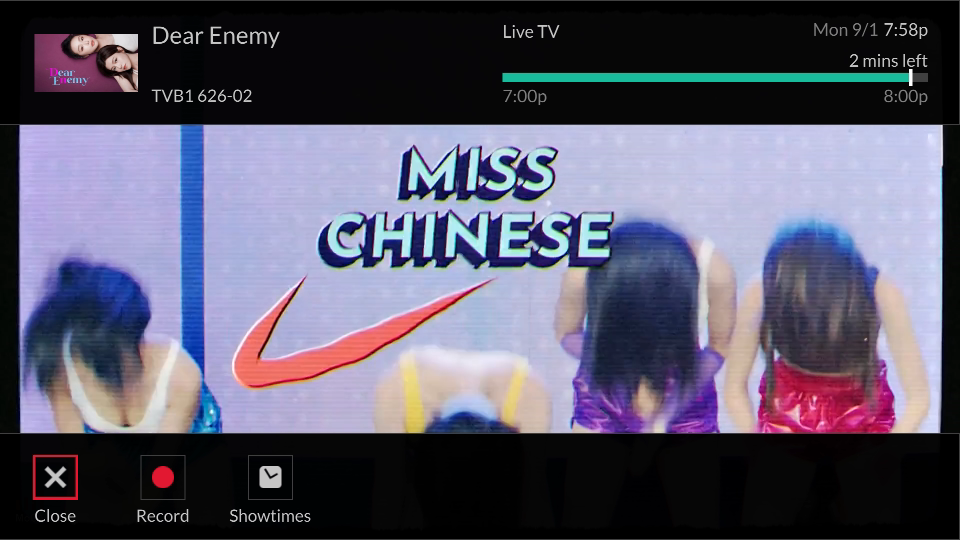 Dear Enemy
Dear
Enemy
TVB1 626-02
Live TV
Mon 9/1 7:58p
2 mins left
7:00p
8:00p
MISS
CHINESE
Close
Record
Showtimes